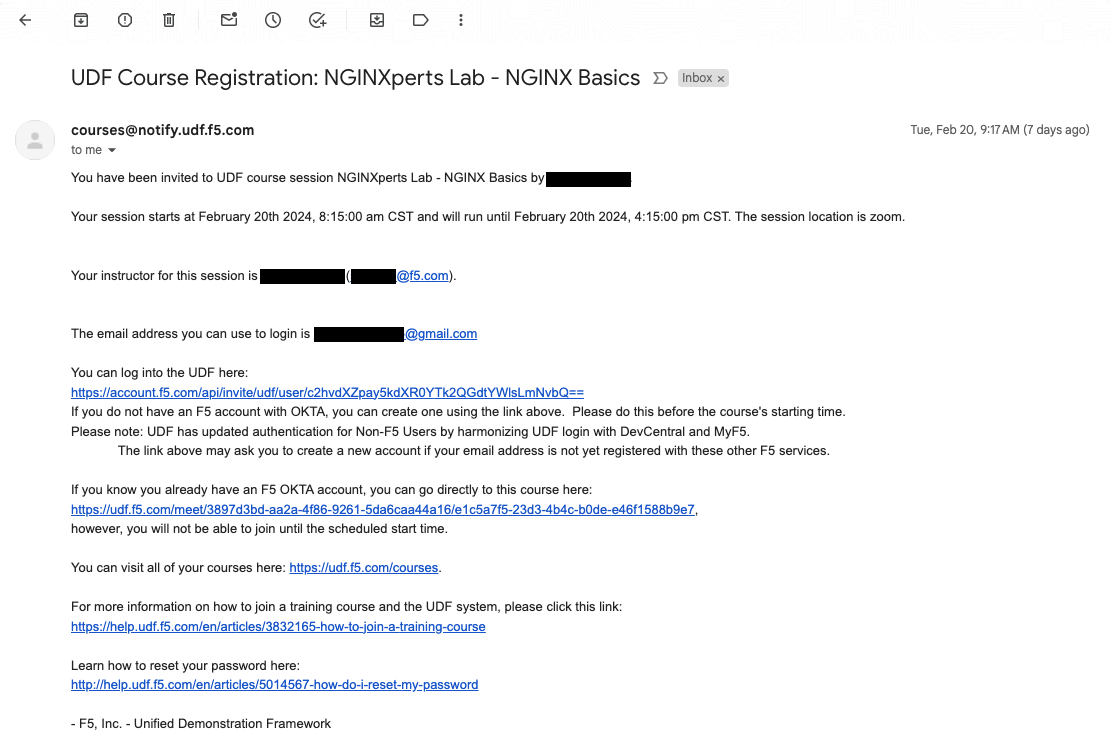 UDF Course Registration: NGINXperts Lab - NGINX Basics Inbox ×
courses@notify.udf.f5.com Tue, Feb 20, 9:17 AM (7 days ago)
to me
You have been invited to UDF course session NGINXperts Lab - NGINX Basics by
Your session starts at February 20th 2024, 8:15:00 am CST and will run until February 20th 2024, 4:15:00 pm CST. The session location is zoom.
Your instructor for this session is ( @f5.com).
The email address you can use to login is @gmail.com
You can log into the UDF here:
https://account.f5.com/api/invite/udf/user/c2hvdXZpay5kdXR0YTk2QGdtYWlsLmNvbQ==
If you do not have an F5 account with OKTA, you can create one using the link above.  Please do this before the course's starting time.
Please note: UDF has updated authentication for Non-F5 Users by harmonizing UDF login with DevCentral and MyF5.
The link above may ask you to create a new account if your email address is not yet registered with these other F5 services.
If you know you already have an F5 OKTA account, you can go directly to this course here:
https://udf.f5.com/meet/3897d3bd-aa2a-4f86-9261-5da6caa44a16/e1c5a7f5-23d3-4b4c-b0de-e46f1588b9e7,
however, you will not be able to join until the scheduled start time.
You can visit all of your courses here: https://udf.f5.com/courses.
For more information on how to join a training course and the UDF system, please click this link:
https://help.udf.f5.com/en/articles/3832165-how-to-join-a-training-course
Learn how to reset your password here:
http://help.udf.f5.com/en/articles/5014567-how-do-i-reset-my-password
- F5, Inc. - Unified Demonstration Framework